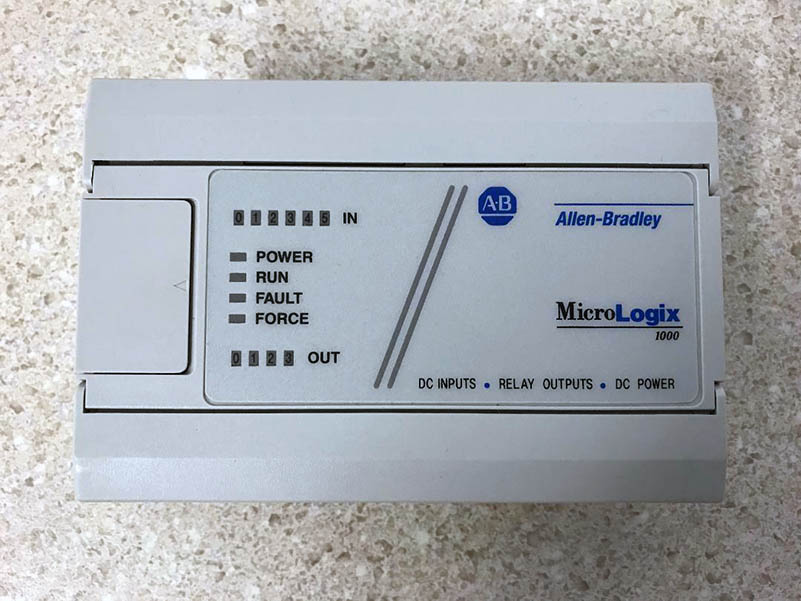 0 1 2 3 4 5 IN
POWER
RUN
FAULT
FORCE
0 1 2 3 OUT
A·B
Allen-Bradley
MicroLogix
1000
DC INPUTS • RELAY OUTPUTS • DC POWER